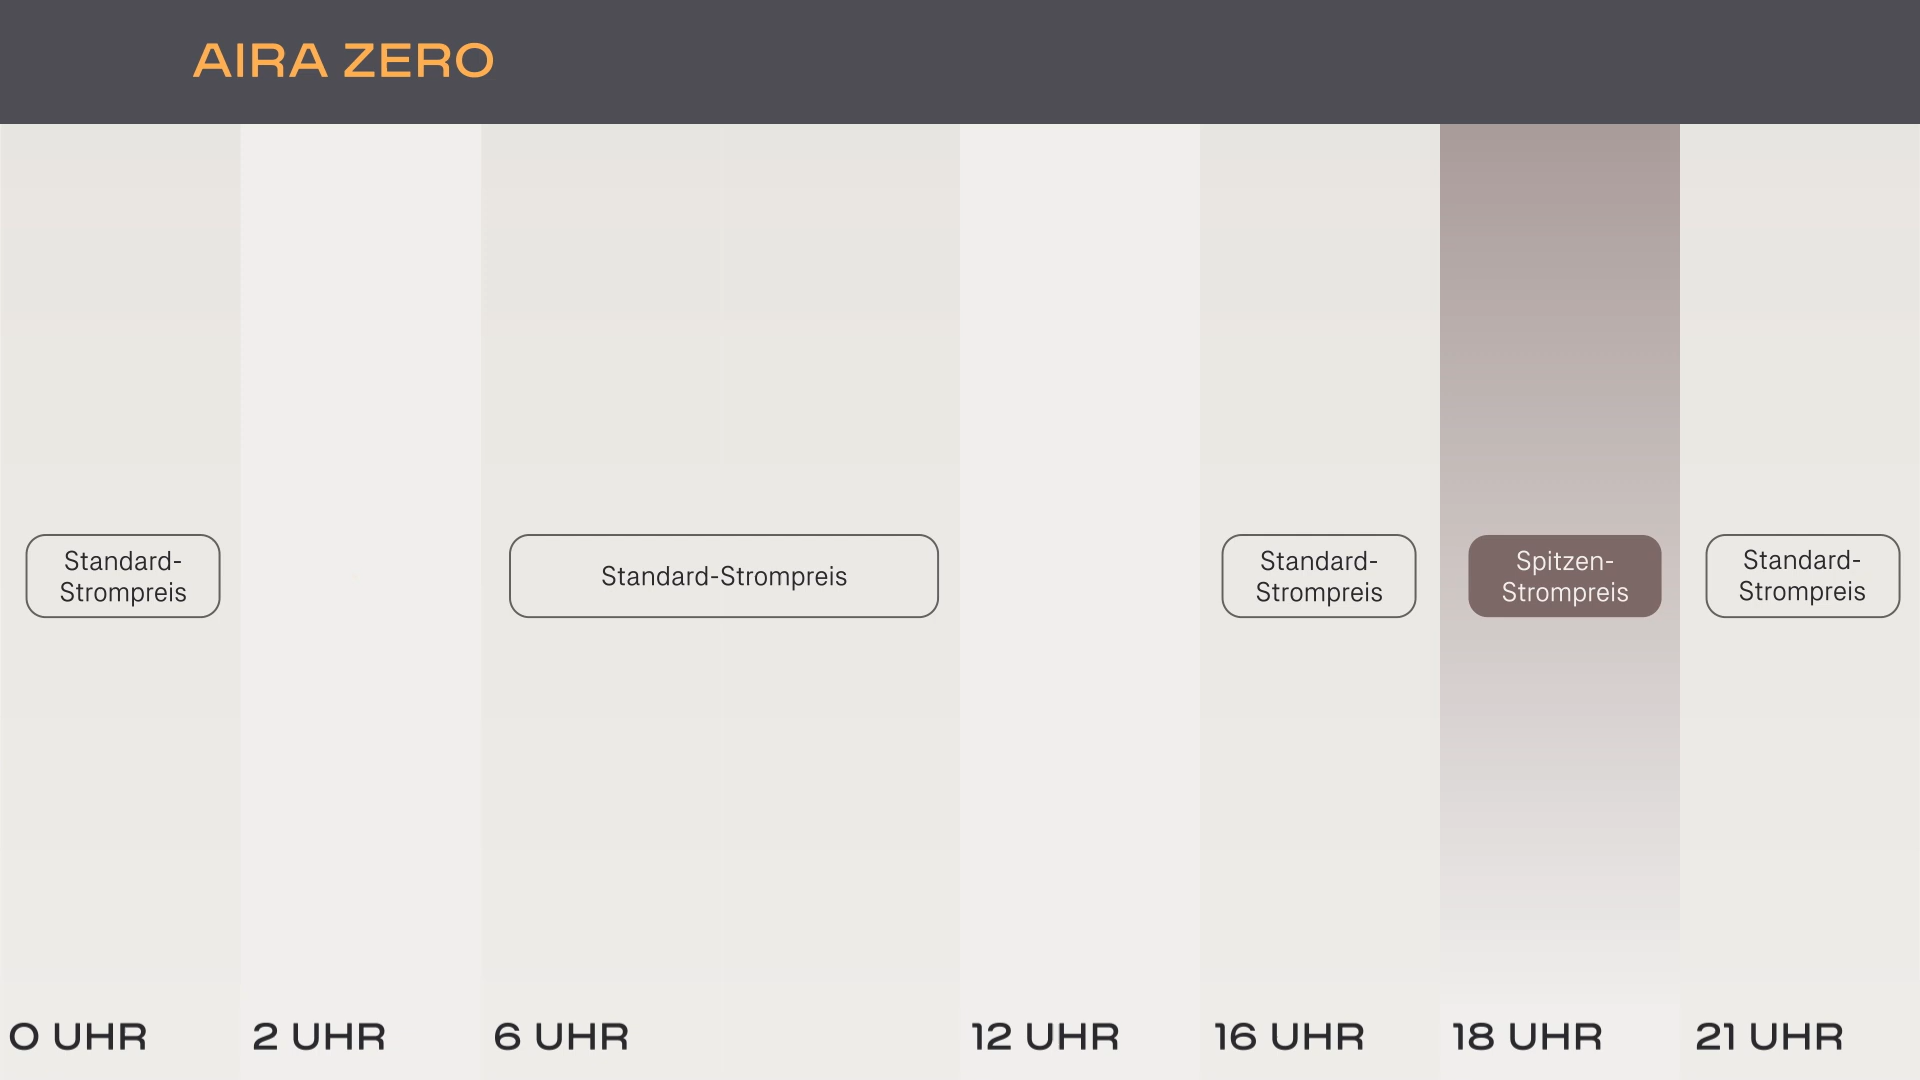 AIRA ZERO
Standard-
Strompreis
Standard-Strompreis
Standard-
Strompreis
Spitzen-
Strompreis
Standard-
Strompreis
0 UHR
2 UHR
6 UHR
12 UHR
16 UHR
18 UHR
21 UHR